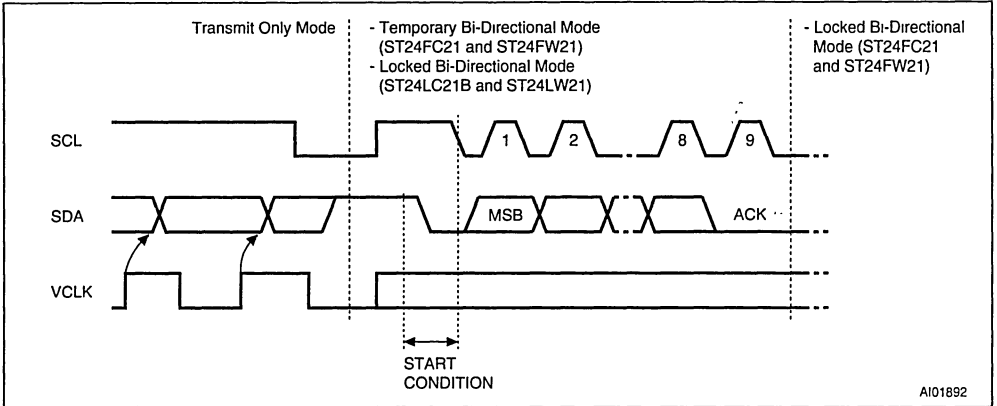 Transmit Only Mode
- Temporary Bi-Directional Mode
(ST24FC21 and ST24FW21)
- Locked Bi-Directional Mode
(ST24LC21B and ST24LW21)
- Locked Bi-Directional
Mode (ST24FC21
and ST24FW21)
SCL
1
2
8
9
SDA
MSB
ACK
VCLK
START
CONDITION
AI01892